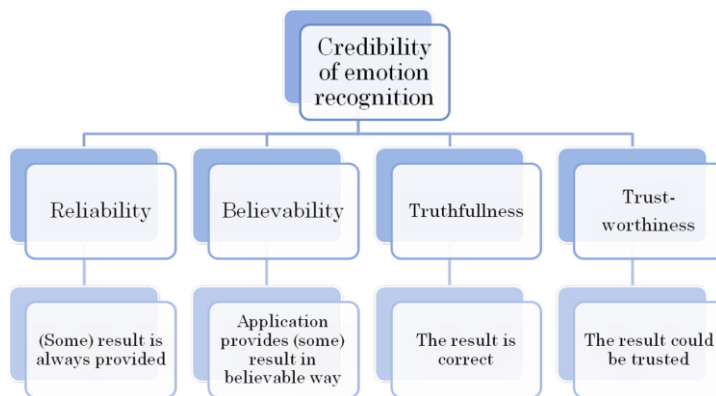 Credibility
of emotion
recognition
Reliability
Believability
Truthfullness
Trust-
worthiness
(Some) result is
always provided
Application
provides (some)
result in
believable way
The result is
correct
The result could
be trusted